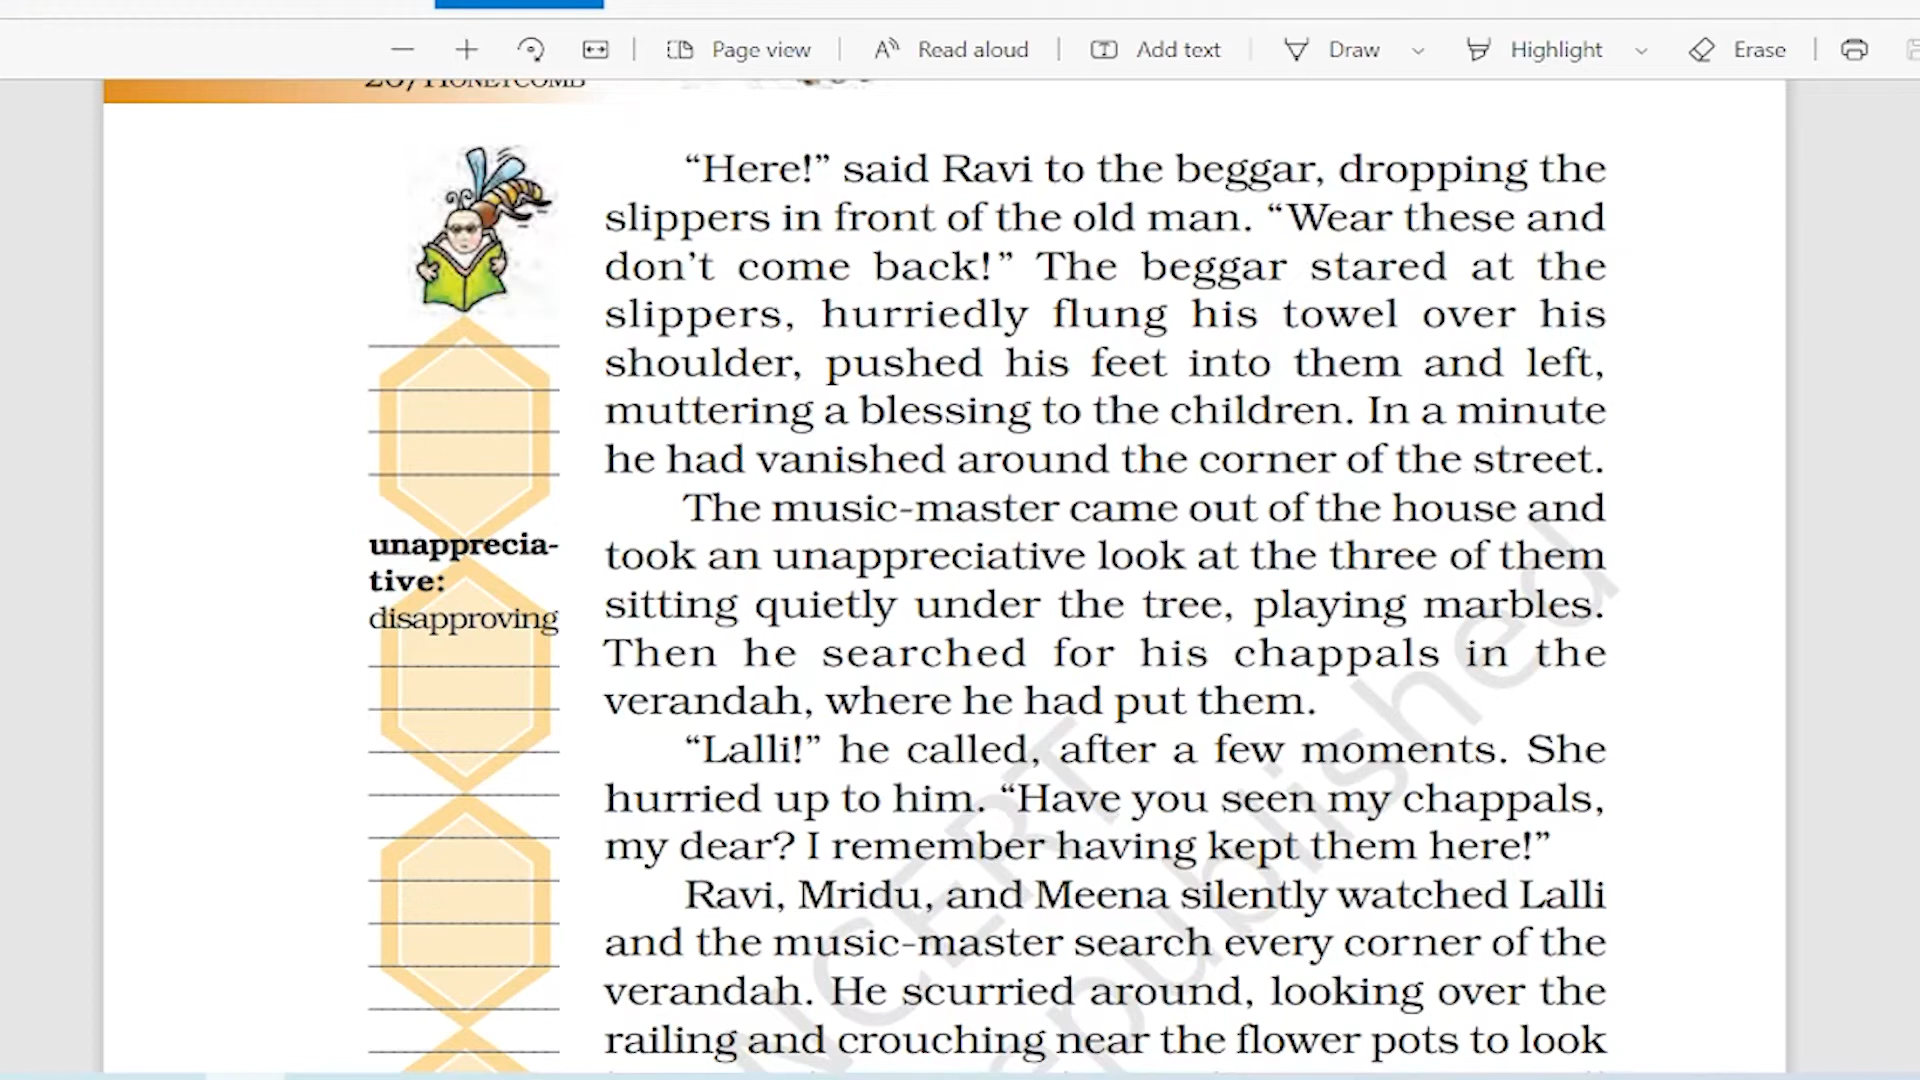 Page view
Read aloud
Add text
Draw
Highlight
Erase
20/HONEYCOMB
“Here!” said Ravi to the beggar, dropping the
slippers in front of the old man. “Wear these and
don’t come back!” The beggar stared at the
slippers, hurriedly flung his towel over his
shoulder, pushed his feet into them and left,
muttering a blessing to the children. In a minute
he had vanished around the corner of the street.
The music-master came out of the house and
took an unappreciative look at the three of them
sitting quietly under the tree, playing marbles.
Then he searched for his chappals in the
verandah, where he had put them.
“Lalli!” he called, after a few moments. She
hurried up to him. “Have you seen my chappals,
my dear? I remember having kept them here!”
Ravi, Mridu, and Meena silently watched Lalli
and the music-master search every corner of the
verandah. He scurried around, looking over the
railing and crouching near the flower pots to look
unapprecia-
tive:
disapproving
NCERT
republished